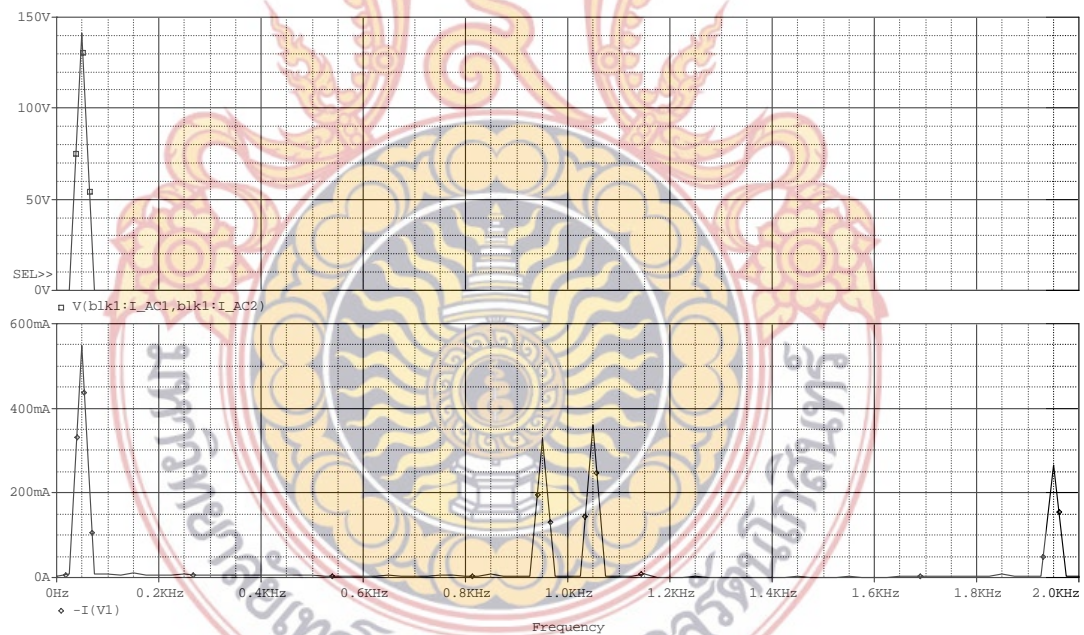 150V
100V
50V
SEL>>
0V
V(blk1:I_AC1,blk1:I_AC2)
600mA
400mA
200mA
0A
0Hz 0.2KHz 0.4KHz 0.6KHz 0.8KHz 1.0KHz 1.2KHz 1.4KHz 1.6KHz 1.8KHz 2.0KHz
-I(V1)
Frequency